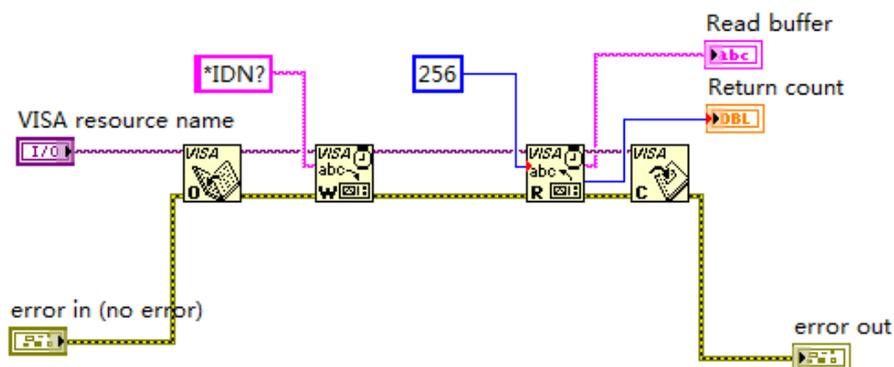 Read buffer
*IDN?
256
abc
Return count
VISA resource name
DBL
I/O
VISA
O
VISA
abc
W
VISA
abc
R
VISA
C
error in (no error)
error out